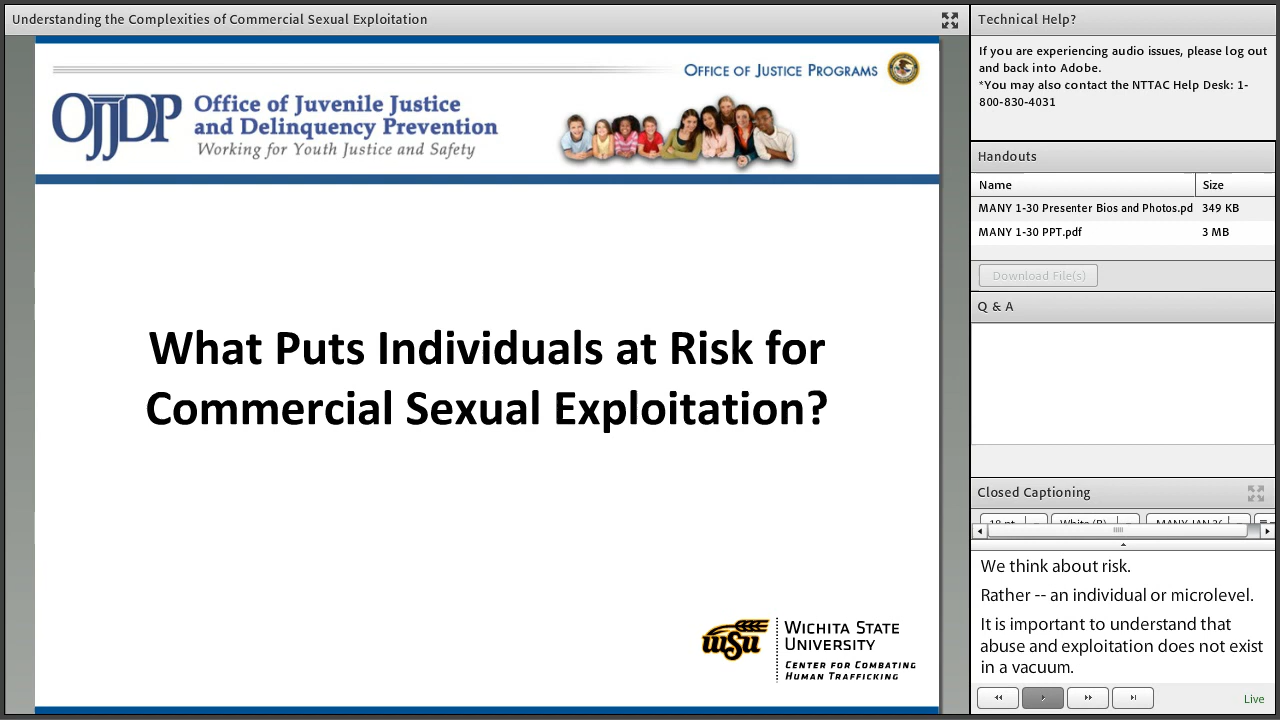 Understanding the Complexities of Commercial Sexual Exploitation
OFFICE OF JUSTICE PROGRAMS
OJJDP
Office of Juvenile Justice
and Delinquency Prevention
Working for Youth Justice and Safety
What Puts Individuals at Risk for
Commercial Sexual Exploitation?
wsu
WICHITA STATE
UNIVERSITY
CENTER FOR COMBATING
HUMAN TRAFFICKING
Technical Help?
If you are experiencing audio issues, please log out
and back into Adobe.
*You may also contact the NTTAC Help Desk: 1-
800-830-4031
Handouts
Name Size
MANY 1-30 Presenter Bios and Photos.pd 349 KB
MANY 1-30 PPT.pdf 3 MB
Download File(s)
Q & A
Closed Captioning
18 pt White (B)
We think about risk.
Rather -- an individual or microlevel.
It is important to understand that
abuse and exploitation does not exist
in a vacuum.
Live